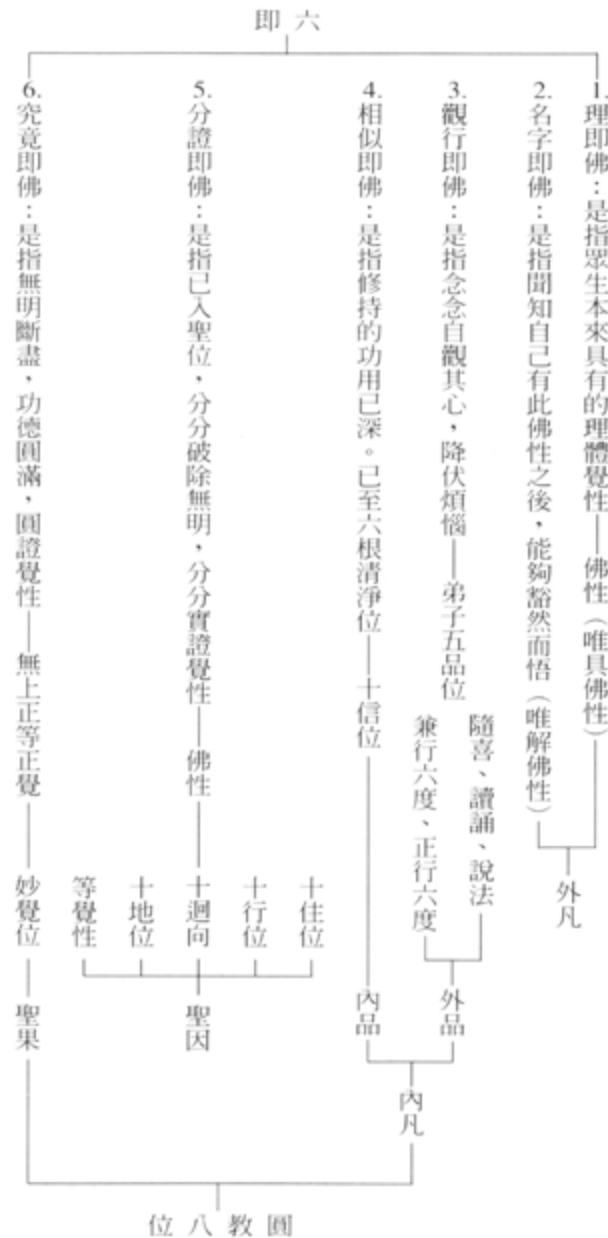 六即
1.理即佛：是指眾生本來具有的理體覺性——佛性（唯具佛性）
2.名字即佛：是指聞知自己有此佛性之後，能夠豁然而悟（唯解佛性）
外凡
3.觀行即佛：是指念念自觀其心，降伏煩惱——弟子五品位
隨喜、讀誦、說法
兼行六度、正行六度
外品
4.相似即佛：是指修持的功用已深。已至六根清淨位——十信位
內品
內凡
5.分證即佛：是指已入聖位，分分破除無明，分分實證覺性——佛性
十住位
十行位
十迴向
十地位
等覺性
聖因
6.究竟即佛：是指無明斷盡，功德圓滿，圓證覺性——無上正等正覺——妙覺位——聖果
圓教八位